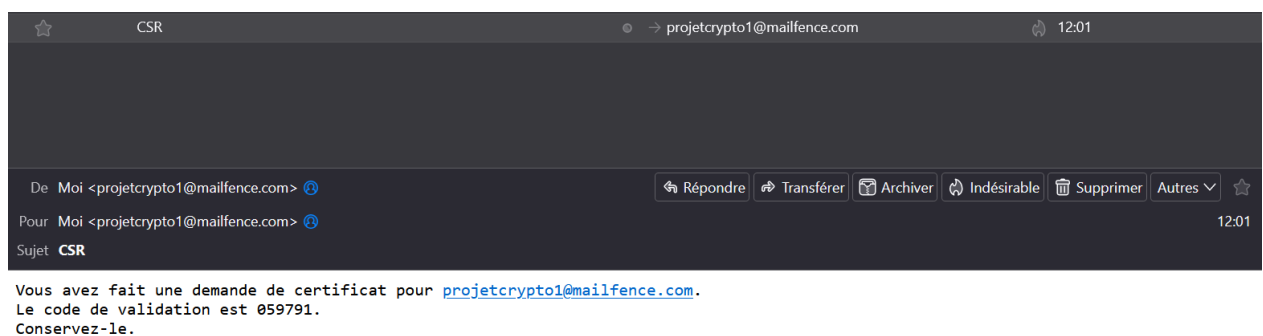 CSR → projetcrypto1@mailfence.com 12:01
De Moi <projetcrypto1@mailfence.com> Répondre Transférer Archiver Indésirable Supprimer Autres
Pour Moi <projetcrypto1@mailfence.com> 12:01
Sujet CSR
Vous avez fait une demande de certificat pour projetcrypto1@mailfence.com.
Le code de validation est 059791.
Conservez-le.